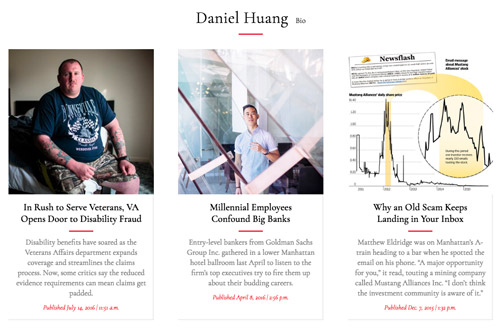 Daniel Huang Bio
Newsflash
Email message
about Mustang
Alliances' stock
Mustang Alliances' daily share price
In Rush to Serve Veterans, VA
Opens Door to Disability Fraud
Disability benefits have soared as the
Veterans Affairs department expands
coverage and streamlines the claims
process. Now, some critics say the reduced
evidence requirements can mean claims get
padded.
Published July 14, 2016 / 11:51 a.m.
Millennial Employees
Confound Big Banks
Entry-level bankers from Goldman Sachs
Group Inc. gathered in a lower Manhattan
hotel ballroom last April to listen to the
firm's top executives try to fire them up
about their budding careers.
Published April 8, 2016 / 2:56 p.m.
Why an Old Scam Keeps
Landing in Your Inbox
Matthew Eldridge was on Manhattan's A-
train heading to a bar when he spotted the
email on his phone. "A major opportunity
for you," it read, touting a mining company
called Mustang Alliances Inc. "I don't think
the investment community is aware of it."
Published Dec. 7, 2015 / 1:32 p.m.